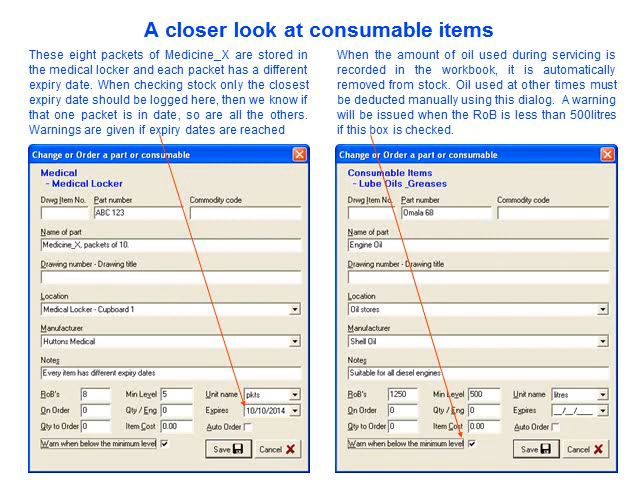 A closer look at consumable items
These eight packets of Medicine_X are stored in
the medical locker and each packet has a different
expiry date. When checking stock only the closest
expiry date should be logged here, then we know if
that one packet is in date, so are all the others.
Warnings are given if expiry dates are reached
When the amount of oil used during servicing is
recorded in the workbook, it is automatically
removed from stock. Oil used at other times must
be deducted manually using this dialog. A warning
will be issued when the RoB is less than 500litres
if this box is checked.
Change or Order a part or consumable
Medical
- Medical Locker
Drwg Item No. Part number Commodity code
ABC 123
Name of part
Medicine_X, packets of 10.
Drawing number - Drawing title
Location
Medical Locker - Cupboard 1
Manufacturer
Huttons Medical
Notes
Every item has different expiry dates
RoB's 8 Min Level 5 Unit name pkts
On Order 0 Qty / Eng 0 Expires 10/10/2014
Qty to Order 0 Item Cost 0.00 Auto Order
Warn when below the minimum level Save Cancel
Change or Order a part or consumable
Consumable Items
- Lube Oils _Greases
Drwg Item No. Part number Commodity code
Omala 68
Name of part
Engine Oil
Drawing number - Drawing title
Location
Oil stores
Manufacturer
Shell Oil
Notes
Suitable for all diesel engines
RoB's 1250 Min Level 500 Unit name litres
On Order 0 Qty / Eng 0 Expires __/__/____
Qty to Order 0 Item Cost 0.00 Auto Order
Warn when below the minimum level Save Cancel